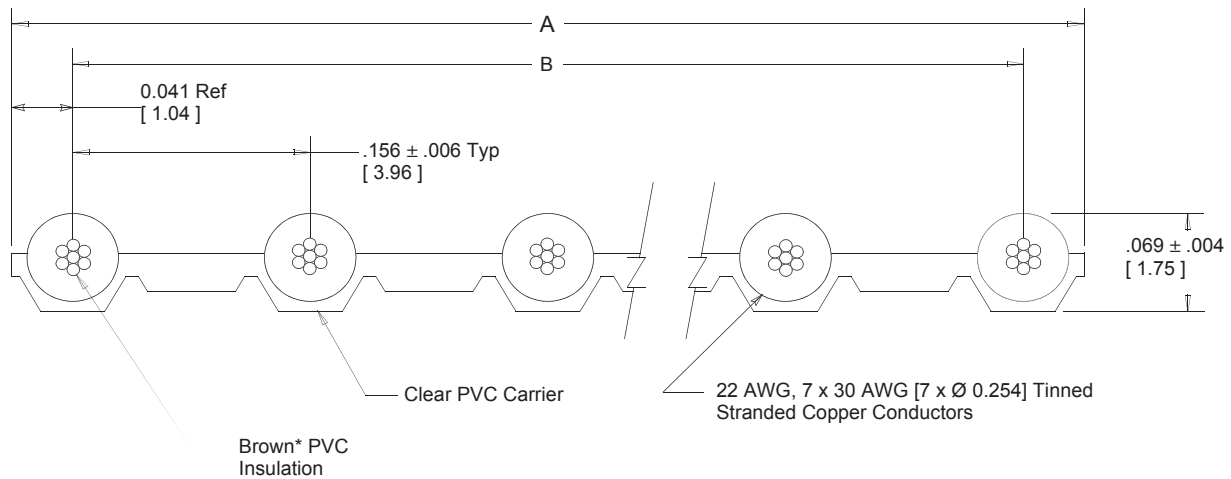 A
B
0.041 Ref
[ 1.04 ]
.156 ± .006 Typ
[ 3.96 ]
.069 ± .004
[ 1.75 ]
Clear PVC Carrier
22 AWG, 7 x 30 AWG [7 x Ø 0.254] Tinned
Stranded Copper Conductors
Brown* PVC
Insulation